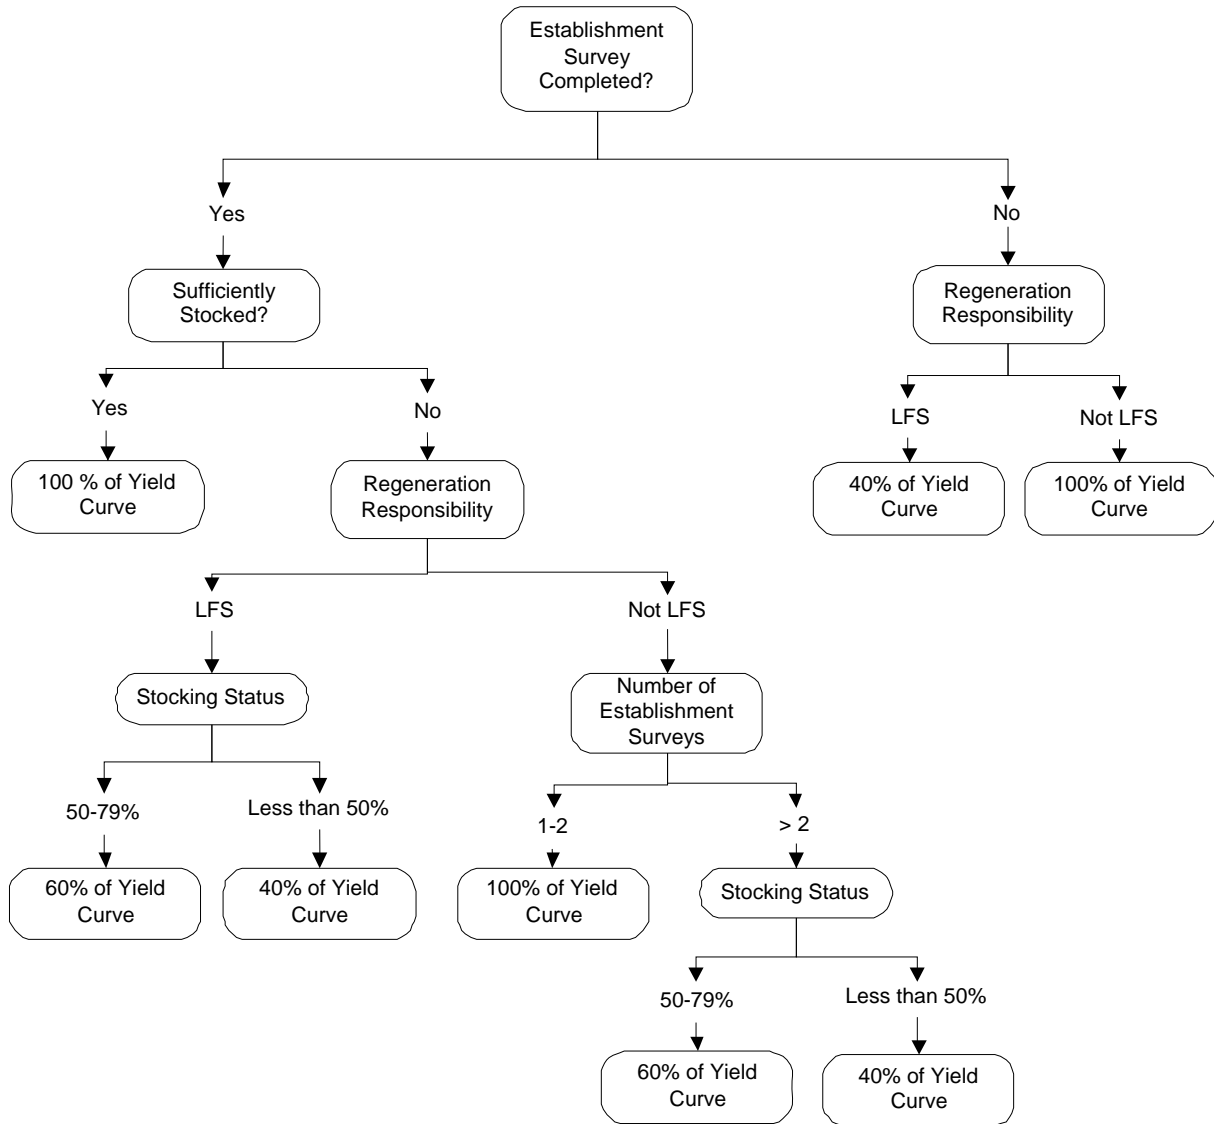 Establishment
Survey
Completed?
Yes
No
Sufficiently
Stocked?
Regeneration
Responsibility
Yes
No
LFS
Not LFS
100 % of Yield
Curve
Regeneration
Responsibility
40% of Yield
Curve
100% of Yield
Curve
LFS
Not LFS
Stocking Status
Number of
Establishment
Surveys
50-79%
Less than 50%
1-2
> 2
60% of Yield
Curve
40% of Yield
Curve
100% of Yield
Curve
Stocking Status
50-79%
Less than 50%
60% of Yield
Curve
40% of Yield
Curve